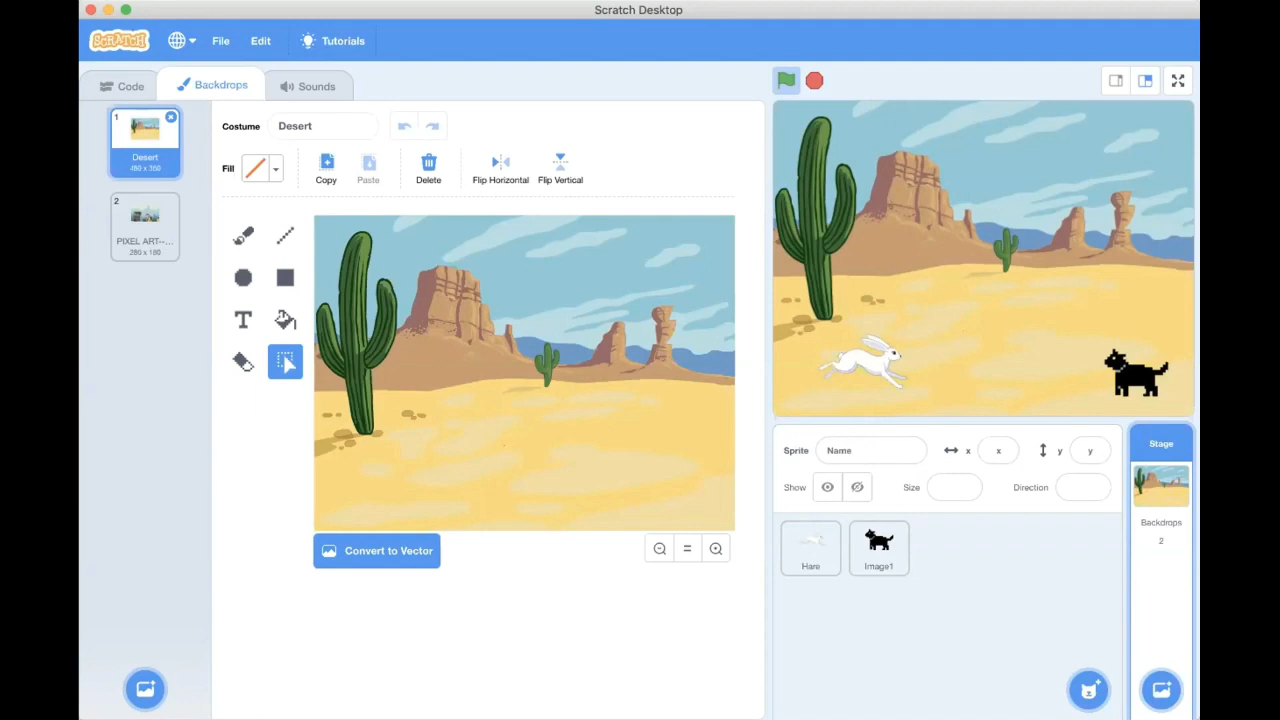 Scratch Desktop
SCRATCH File Edit Tutorials
Code Backdrops Sounds
1
Desert
480 x 350
2
PIXEL ART--...
280 x 180
Costume Desert
Fill Copy Paste Delete Flip Horizontal Flip Vertical
T
Convert to Vector
Sprite Name x x y y
Show Size Direction
Hare Image1
Stage
Backdrops
2